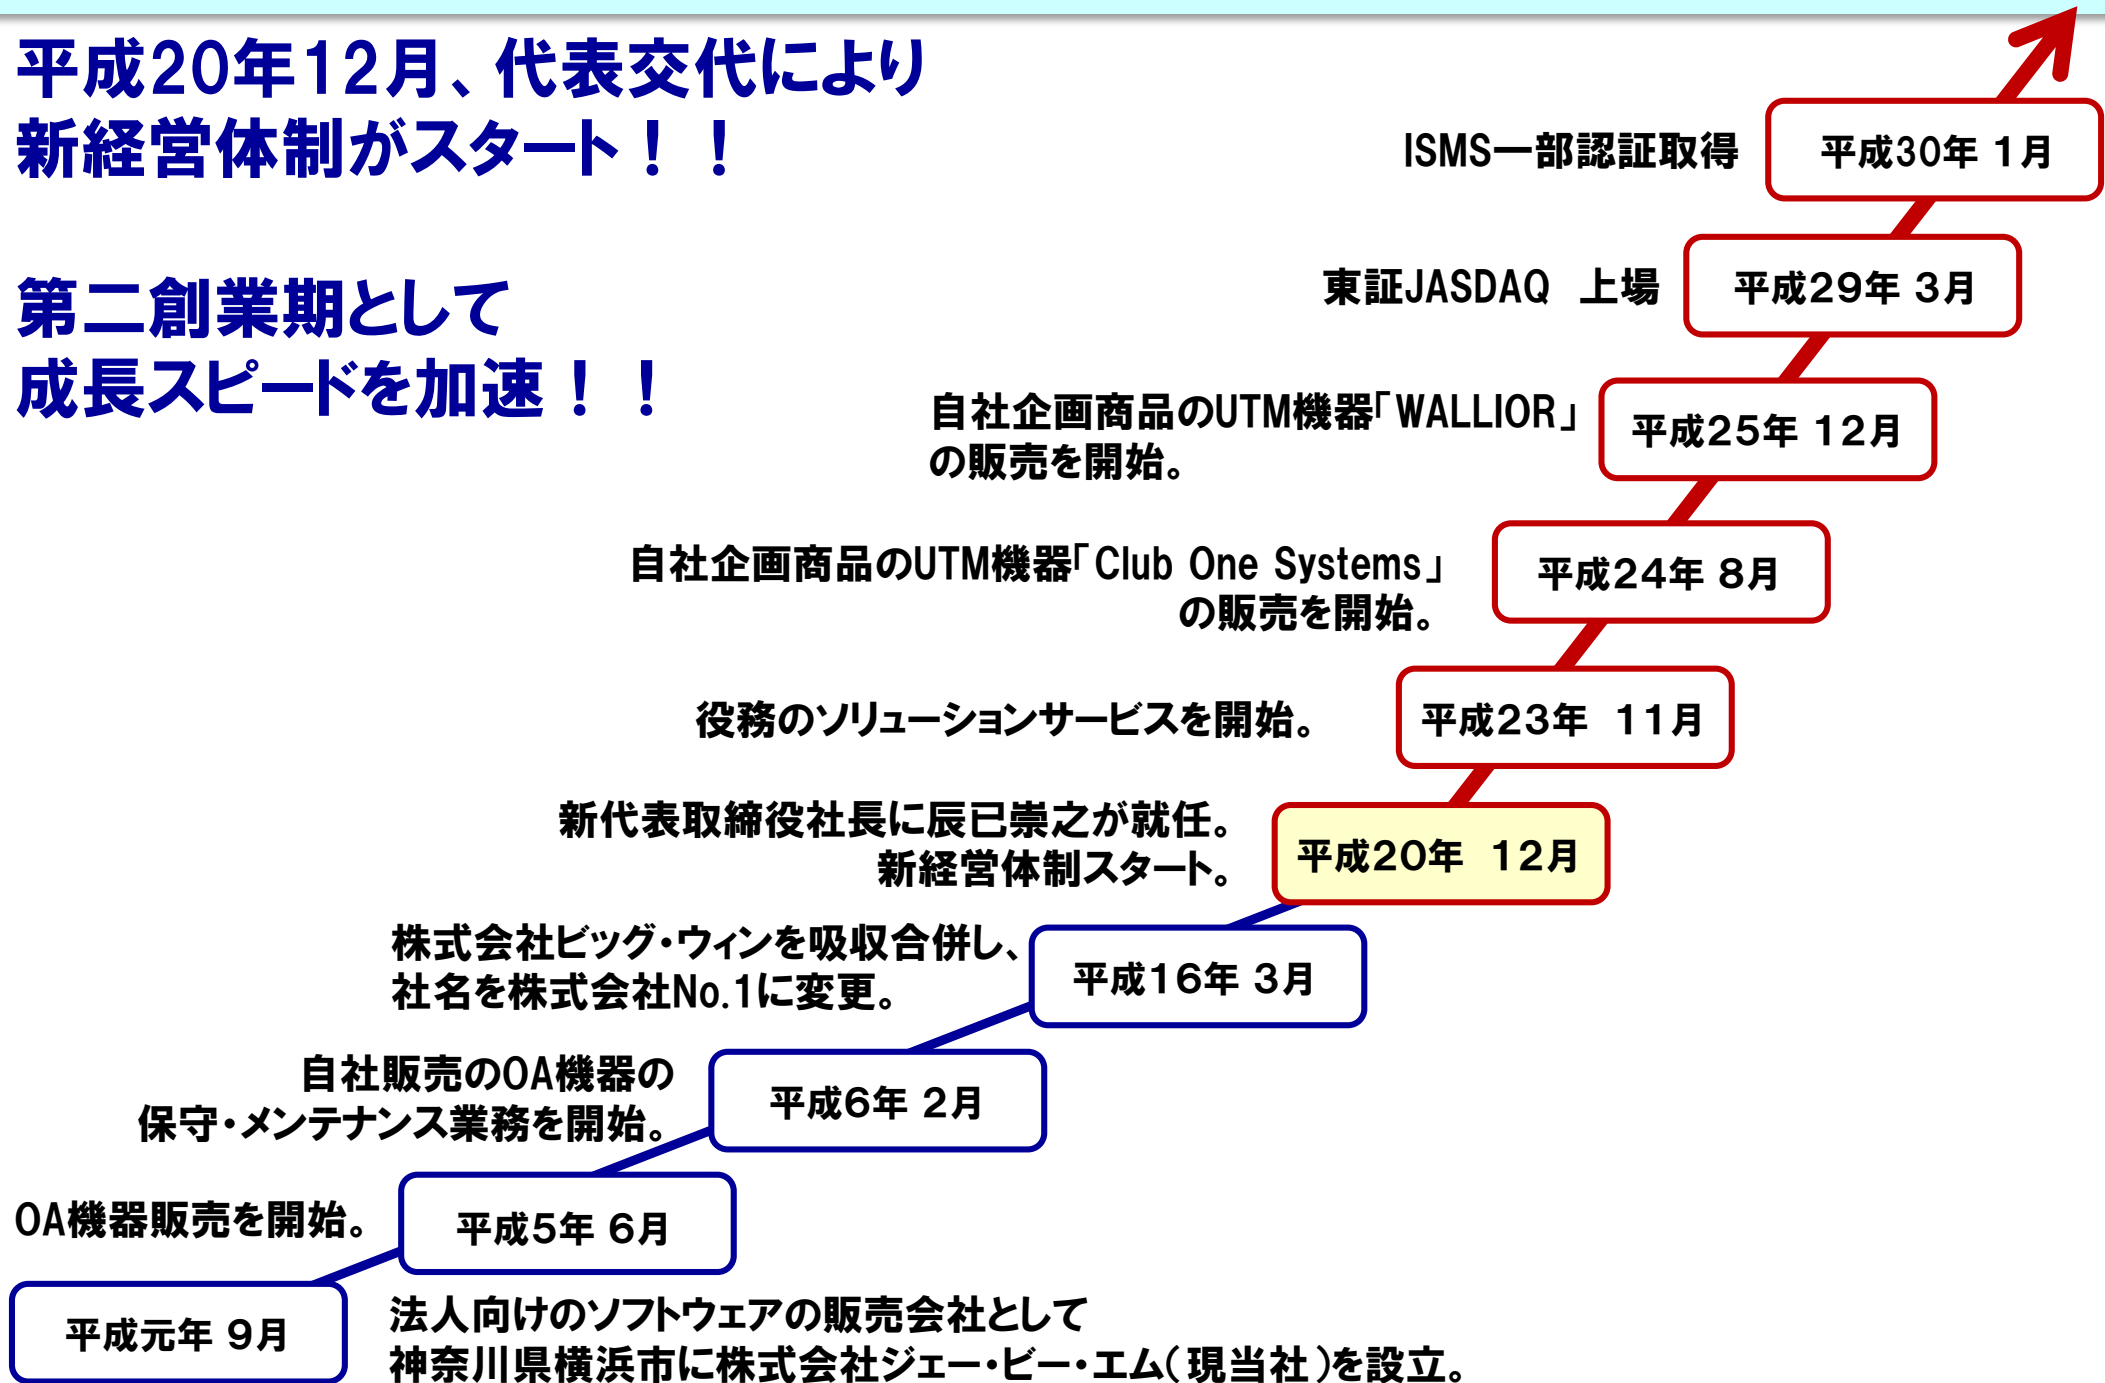 平成20年12月、代表交代により
新経営体制がスタート！！
第二創業期として
成長スピードを加速！！
ISMS一部認証取得
平成30年 1月
東証JASDAQ 上場
平成29年 3月
自社企画商品のUTM機器「WALLIOR」
の販売を開始。
平成25年 12月
自社企画商品のUTM機器「Club One Systems」
の販売を開始。
平成24年 8月
役務のソリューションサービスを開始。
平成23年 11月
新代表取締役社長に辰已崇之が就任。
新経営体制スタート。
平成20年 12月
株式会社ビッグ・ウィンを吸収合併し、
社名を株式会社No.1に変更。
平成16年 3月
自社販売のOA機器の
保守・メンテナンス業務を開始。
平成6年 2月
OA機器販売を開始。
平成5年 6月
平成元年 9月
法人向けのソフトウェアの販売会社として
神奈川県横浜市に株式会社ジェー・ビー・エム（現当社）を設立。